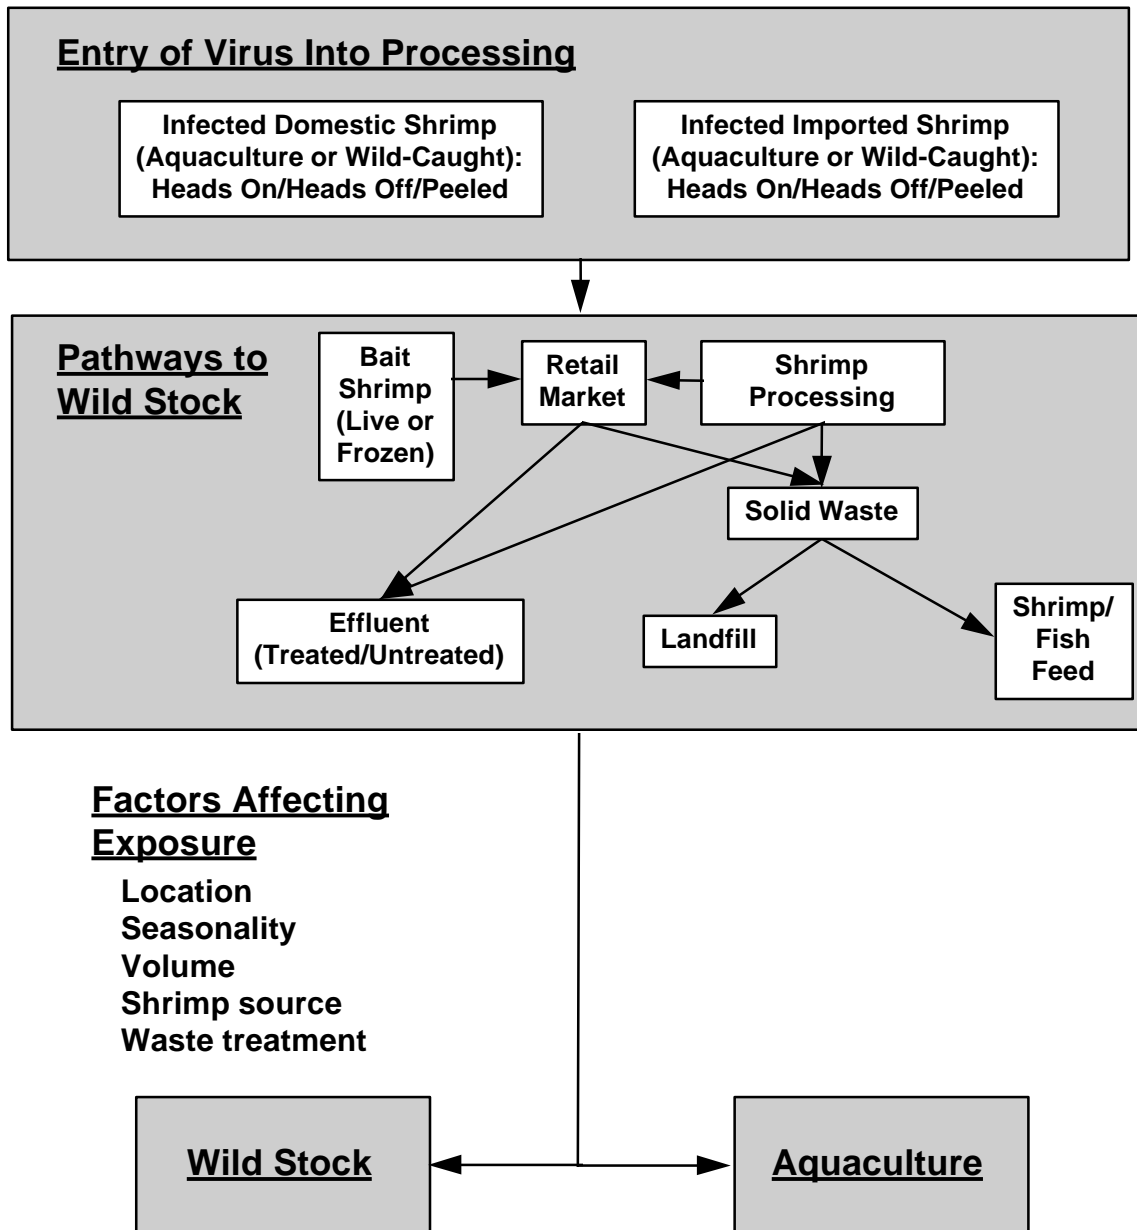 Entry of Virus Into Processing
Infected Domestic Shrimp
(Aquaculture or Wild-Caught):
Heads On/Heads Off/Peeled
Infected Imported Shrimp
(Aquaculture or Wild-Caught):
Heads On/Heads Off/Peeled
Pathways to
Wild Stock
Bait
Shrimp
(Live or
Frozen)
Retail
Market
Shrimp
Processing
Solid Waste
Effluent
(Treated/Untreated)
Landfill
Shrimp/
Fish
Feed
Factors Affecting
Exposure
Location
Seasonality
Volume
Shrimp source
Waste treatment
Wild Stock
Aquaculture